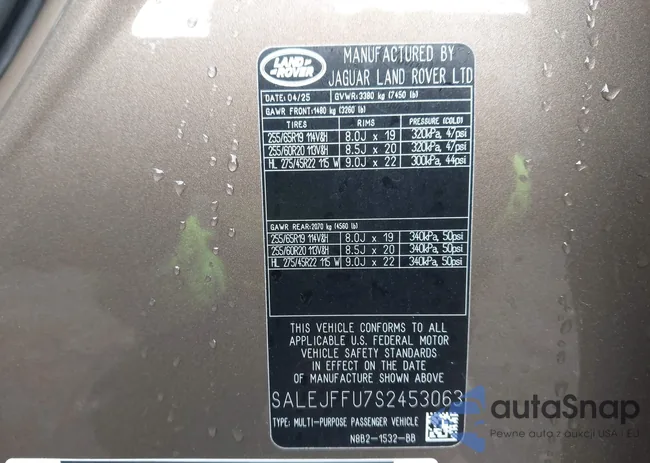 LAND ROVER
MANUFACTURED BY
JAGUAR LAND ROVER LTD
DATE: 04/25 GVWR: 3380 kg (7450 lb)
GAWR FRONT: 1480 kg (3260 lb)
TIRES RIMS PRESSURE (COLD)
255/65R19 114V&H 8.0J x 19 320kPa, 47psi
255/60R20 113V&H 8.5J x 20 320kPa, 47psi
HL 275/45R22 115 W 9.0J x 22 300kPa, 44psi
GAWR REAR: 2070 kg (4560 lb)
255/65R19 114V&H 8.0J x 19 340kPa, 50psi
255/60R20 113V&H 8.5J x 20 340kPa, 50psi
HL 275/45R22 115 W 9.0J x 22 340kPa, 50psi
THIS VEHICLE CONFORMS TO ALL
APPLICABLE U.S. FEDERAL MOTOR
VEHICLE SAFETY STANDARDS
IN EFFECT ON THE DATE OF
MANUFACTURE SHOWN ABOVE
SALEJFFU7S2453063
TYPE: MULTI-PURPOSE PASSENGER VEHICLE
N8B2-1532-BB
autoSnap
Pewne auta z aukcji USA i EU